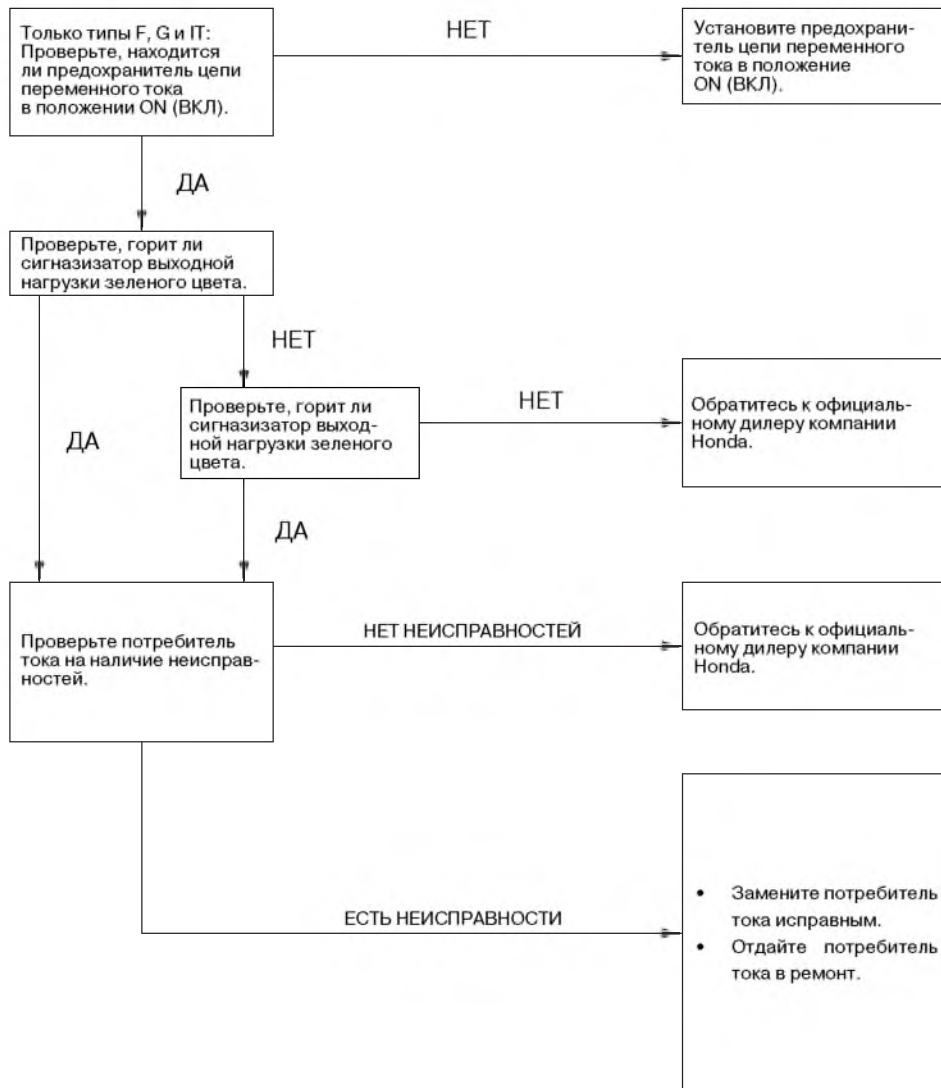 Только типы F, G и IT:
Проверьте, находится
ли предохранитель цепи
переменного тока
в положении ON (ВКЛ).
НЕТ
Установите предохрани-
тель цепи переменного
тока в положение
ON (ВКЛ).
ДА
Проверьте, горит ли
сигназизатор выходной
нагрузки зеленого цвета.
НЕТ
ДА
Проверьте, горит ли
сигназизатор выход-
ной нагрузки зеленого
цвета.
НЕТ
Обратитесь к официаль-
ному дилеру компании
Honda.
ДА
Проверьте потребитель
тока на наличие неисправ-
ностей.
НЕТ НЕИСПРАВНОСТЕЙ
Обратитесь к официаль-
ному дилеру компании
Honda.
ЕСТЬ НЕИСПРАВНОСТИ
• Замените потребитель
тока исправным.
• Отдайте потребитель
тока в ремонт.